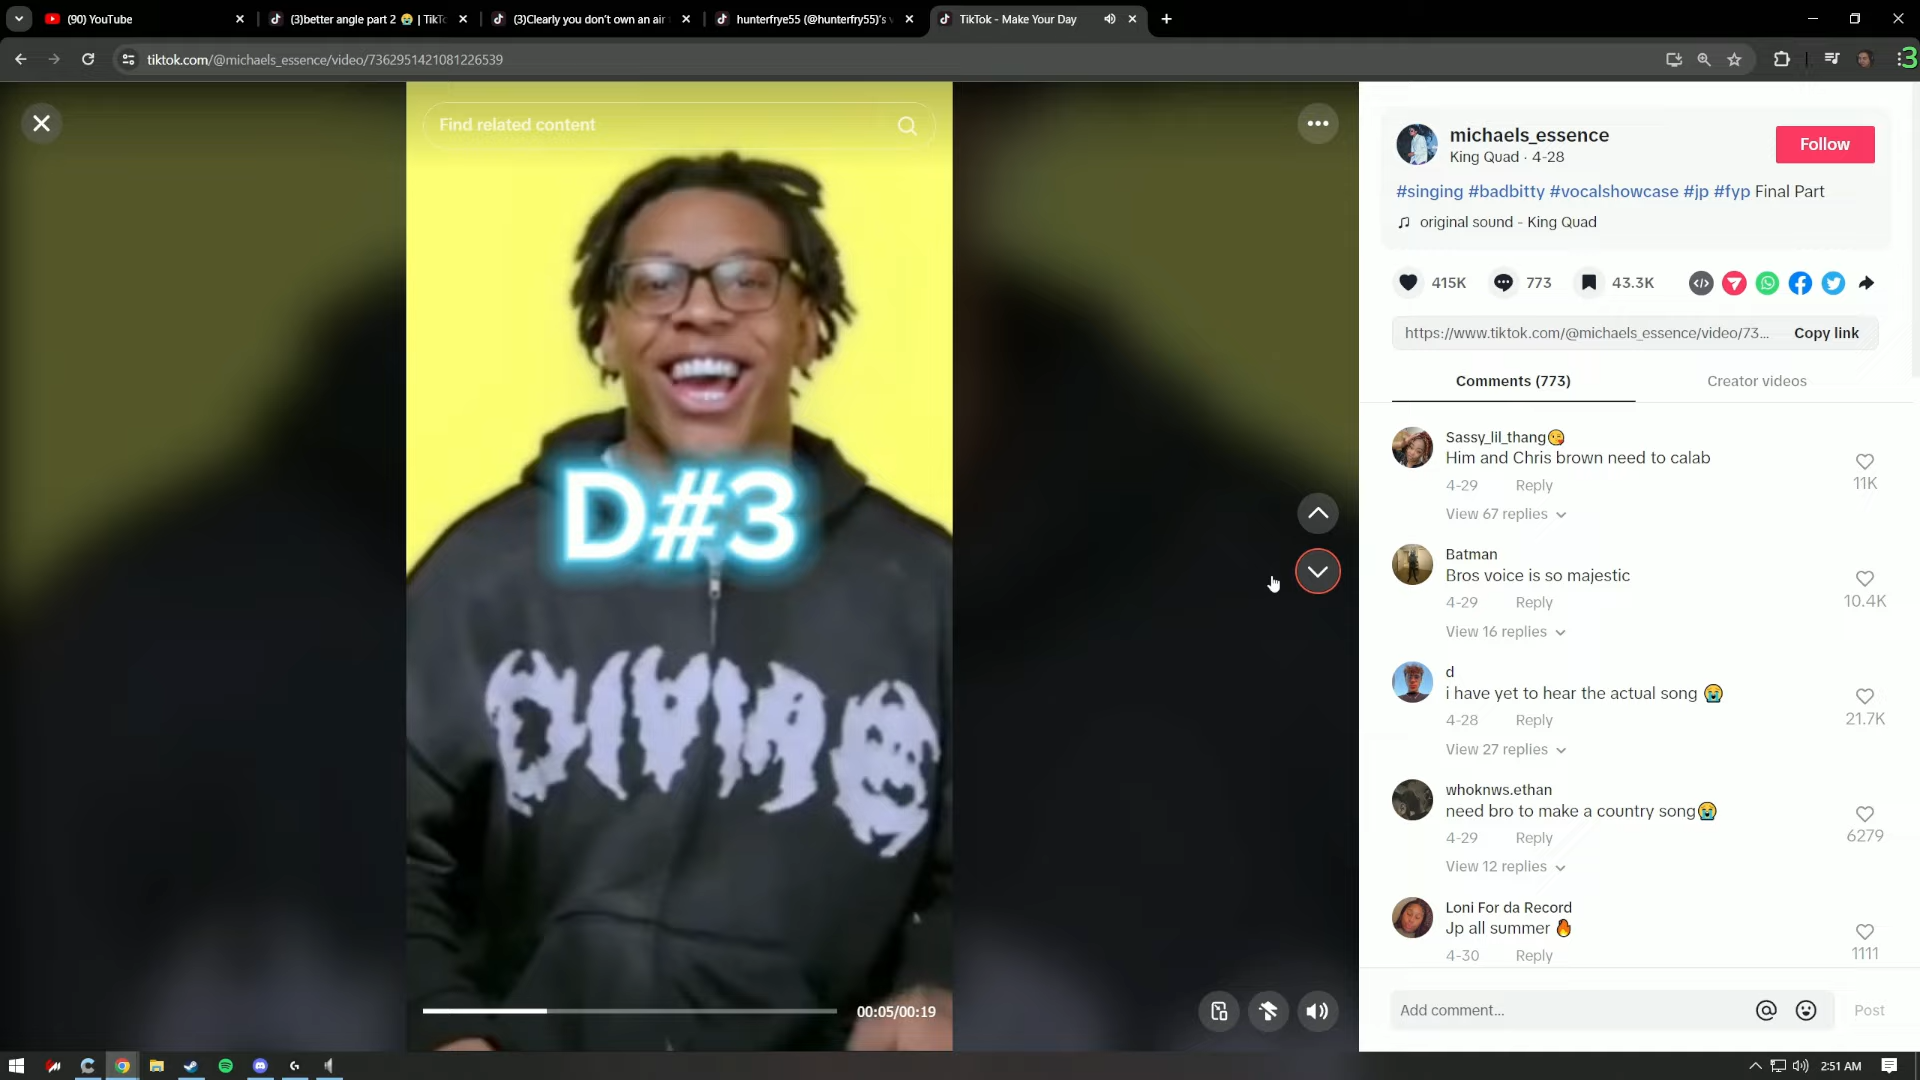 (90) YouTube
(3)better angle part 2 😭 | TikTo
(3)Clearly you don't own an air
hunterfrye55 (@hunterfry55)'s v
TikTok - Make Your Day
tiktok.com/@michaels_essence/video/7362951421081226539
3
Find related content
D#3
00:05/00:19
michaels_essence
King Quad · 4-28
Follow
#singing #badbitty #vocalshowcase #jp #fyp Final Part
original sound - King Quad
415K
773
43.3K
https://www.tiktok.com/@michaels_essence/video/73...
Copy link
Comments (773)
Creator videos
Sassy_lil_thang😘
Him and Chris brown need to calab
4-29 Reply
11K
View 67 replies
Batman
Bros voice is so majestic
4-29 Reply
10.4K
View 16 replies
d
i have yet to hear the actual song 😭
4-28 Reply
21.7K
View 27 replies
whoknws.ethan
need bro to make a country song😭
4-29 Reply
6279
View 12 replies
Loni For da Record
Jp all summer 🔥
4-30 Reply
1111
Add comment...
Post
2:51 AM